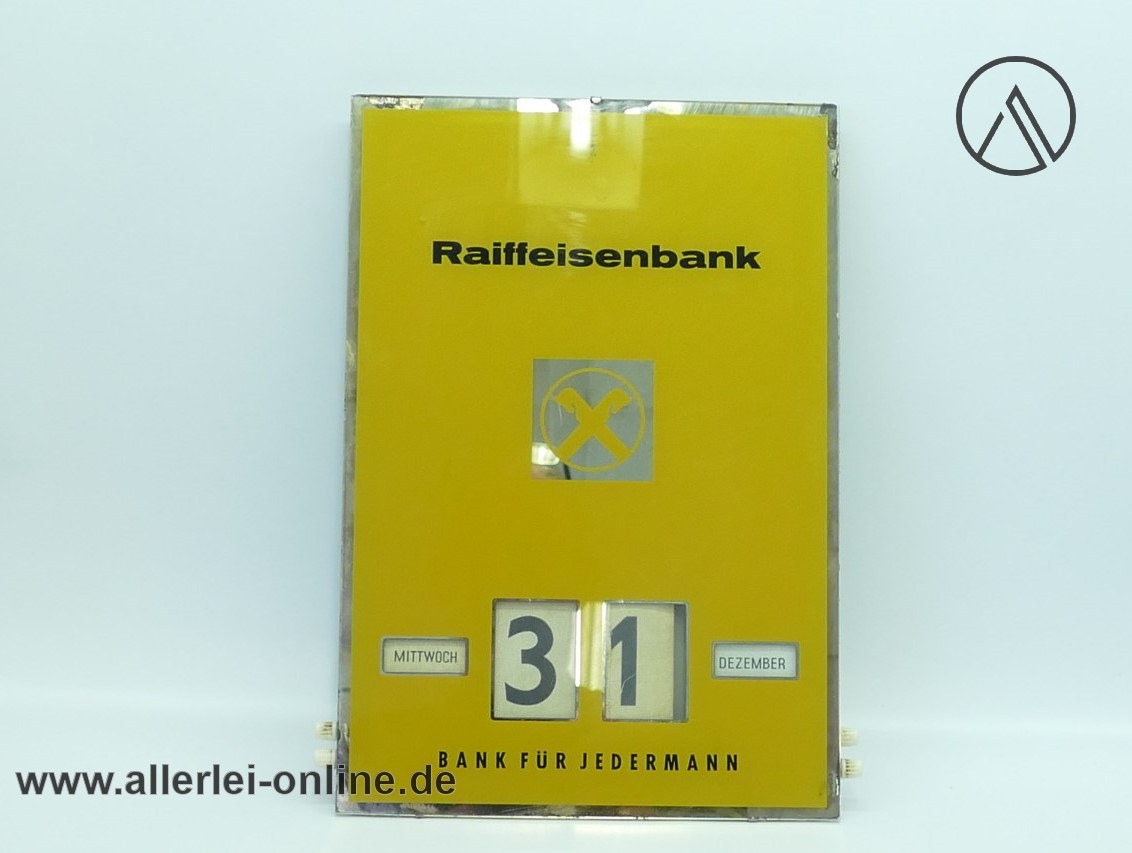 Raiffeisenbank
MITTWOCH 31 DEZEMBER
BANK FÜR JEDERMANN
www.allerlei-online.de